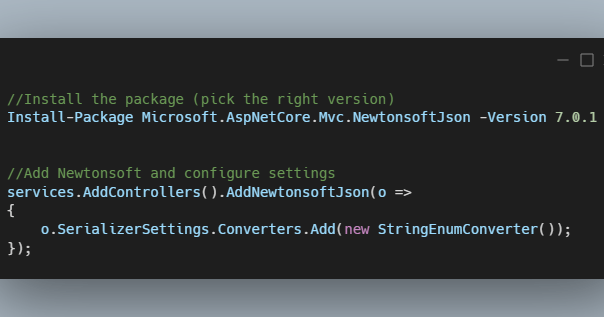 //Install the package (pick the right version)
Install-Package Microsoft.AspNetCore.Mvc.NewtonsoftJson -Version 7.0.1
//Add Newtonsoft and configure settings
services.AddControllers().AddNewtonsoftJson(o =>
{
    o.SerializerSettings.Converters.Add(new StringEnumConverter());
});